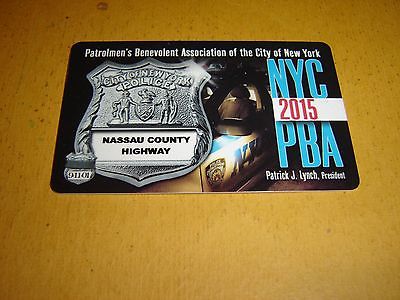 Patrolmen's Benevolent Association of the City of New York
CITY OF NEW YORK
POLICE
NASSAU COUNTY
HIGHWAY
NYC
2015
PBA
Patrick J. Lynch, President